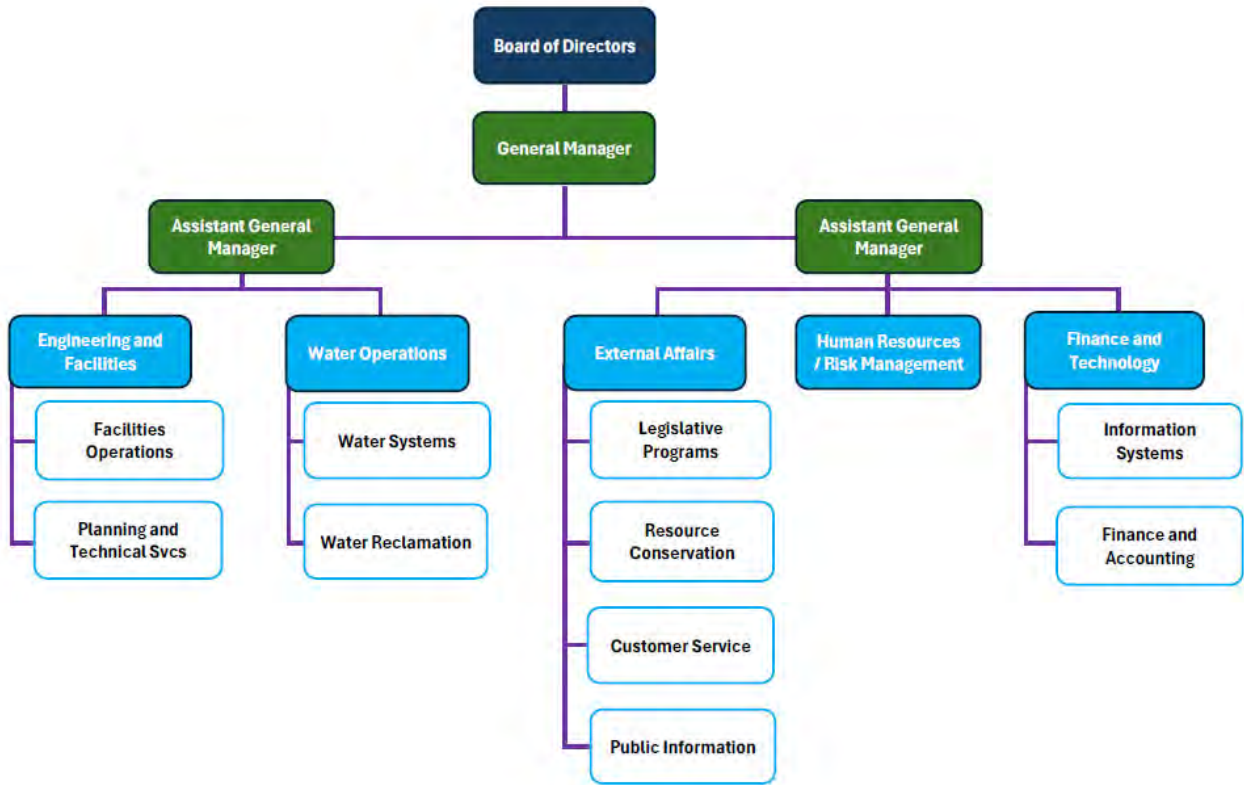 Board of Directors
General Manager
Assistant General
Manager
Assistant General
Manager
Engineering and
Facilities
Water Operations
External Affairs
Human Resources
/ Risk Management
Finance and
Technology
Facilities
Operations
Water Systems
Legislative
Programs
Information
Systems
Planning and
Technical Svcs
Water Reclamation
Resource
Conservation
Finance and
Accounting
Customer Service
Public Information